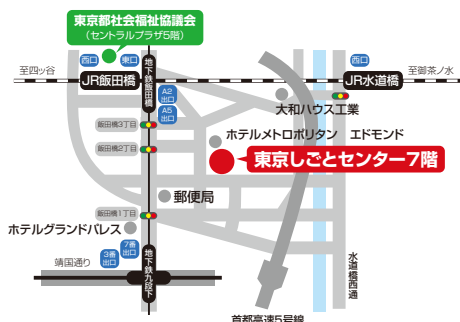 東京都社会福祉協議会
（セントラルプラザ5階）
西口
東口
地下鉄飯田橋
西口
至四ッ谷
至御茶ノ水
JR飯田橋
JR水道橋
A2
出口
A5
出口
大和ハウス工業
飯田橋3丁目
ホテルメトロポリタン　エドモンド
飯田橋2丁目
東京しごとセンター7階
郵便局
飯田橋1丁目
ホテルグランドパレス
7番
出口
3番
出口
靖国通り
地下鉄九段下
水道橋西通
首都高速5号線